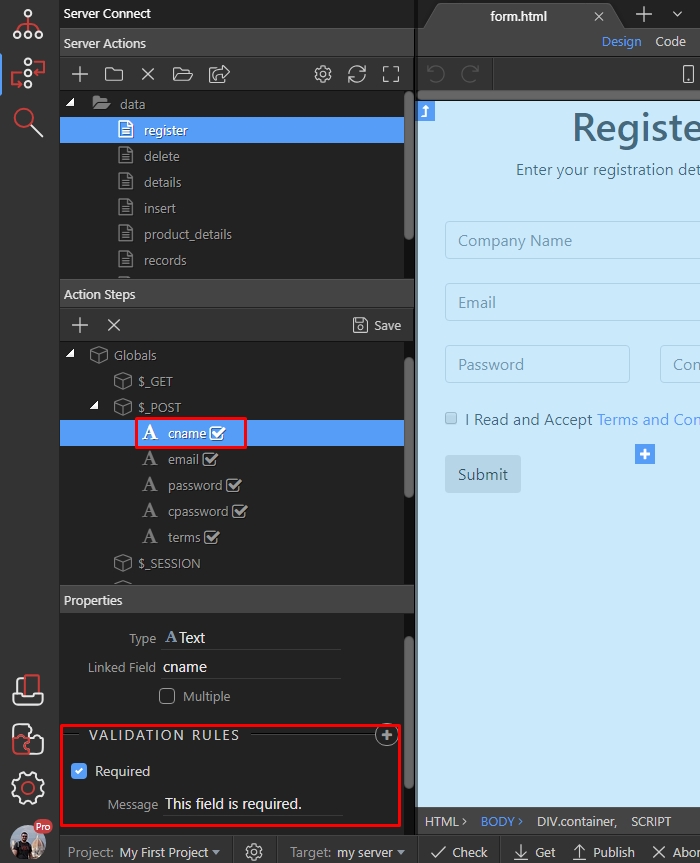 Server Connect
Server Actions
data
register
delete
details
insert
product_details
records
Action Steps
Save
Globals
$_GET
$_POST
A cname
A email
A password
A cpassword
A terms
$_SESSION
Properties
Type A Text
Linked Field cname
Multiple
VALIDATION RULES
Required
Message This field is required.
Pro
Project: My First Project
Target: my server
form.html
Design Code
Registe
Enter your registration det
Company Name
Email
Password
Con
I Read and Accept Terms and Con
Submit
HTML BODY DIV.container, SCRIPT
Check Get Publish Abou